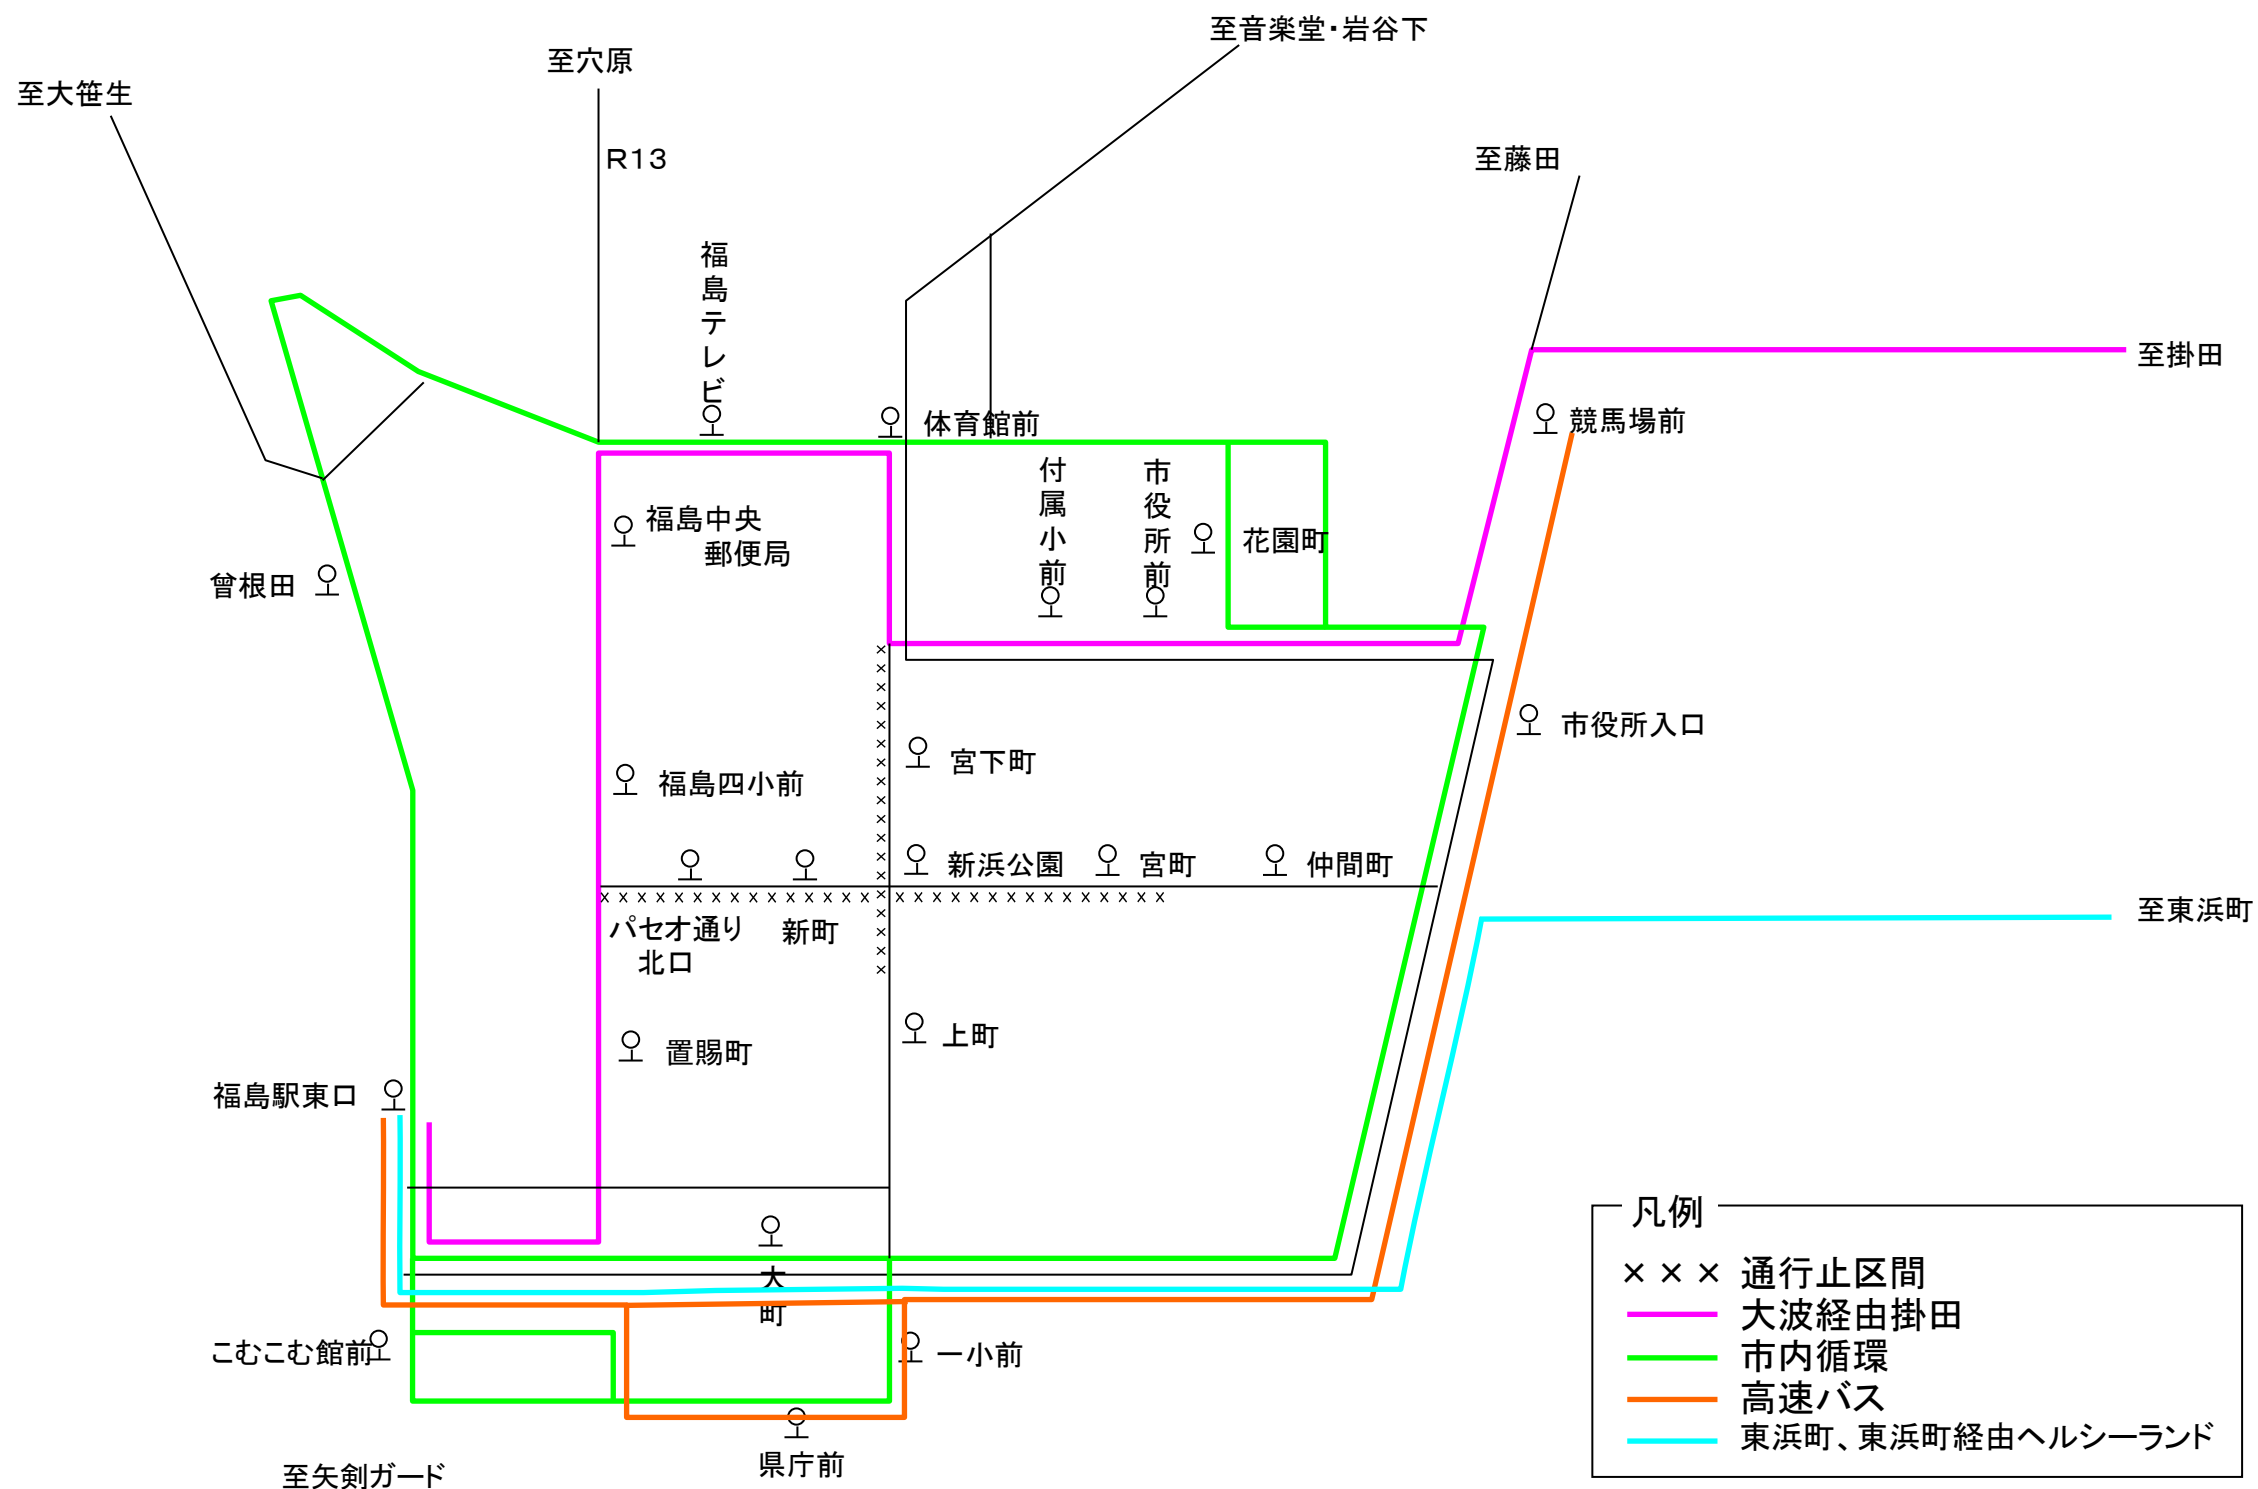 至音楽堂・岩谷下
至穴原
至大笹生
R13
至藤田
福島テレビ
至掛田
体育館前
競馬場前
付属小前
市役所前
福島中央
郵便局
花園町
曾根田
市役所入口
宮下町
福島四小前
新浜公園
宮町
仲間町
至東浜町
パセオ通り
北口
新町
上町
置賜町
福島駅東口
大町
こむこむ館前
一小前
県庁前
至矢剣ガード
凡例
××× 通行止区間
大波経由掛田
市内循環
高速バス
東浜町、東浜町経由ヘルシーランド